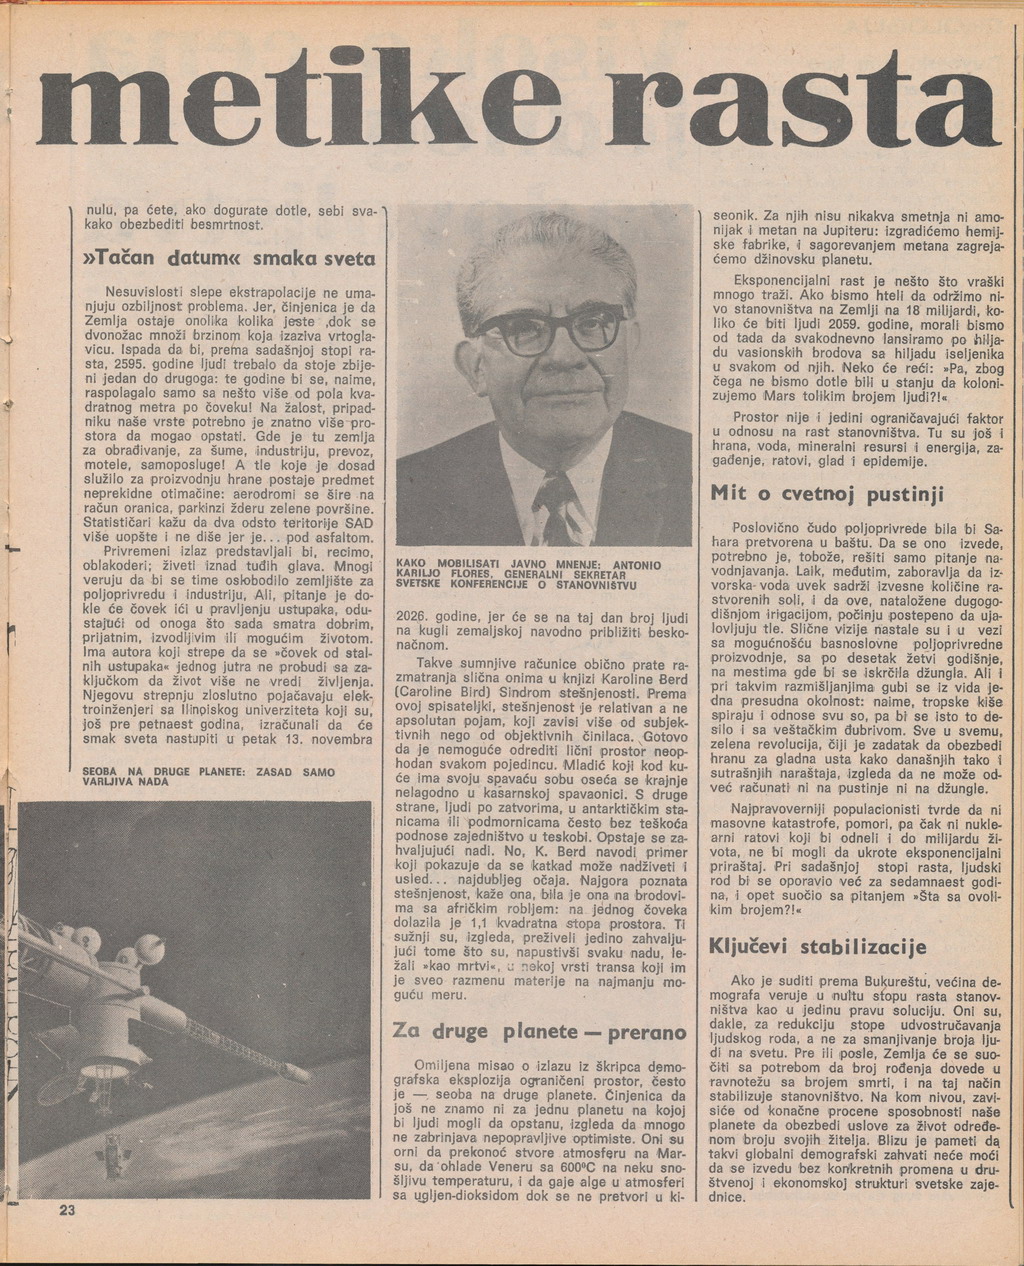 metike rasta
nulu, pa ćete, ako dogurate dotle, sebi sva-
kako obezbediti besmrtnost.
»Tačan datum« smaka sveta
Nesuvislosti slepe ekstrapolacije ne uma-
njuju ozbiljnost problema. Jer, činjenica je da
Zemlja ostaje onolika kolika jeste ,dok se
dvonožac množi brzinom koja izaziva vrtogla-
vicu. Ispada da bi, prema sadašnjoj stopi ra-
sta, 2595. godine ljudi trebalo da stoje zbije-
ni jedan do drugoga: te godine bi se, naime,
raspolagalo samo sa nešto više od pola kva-
dratnog metra po čoveku! Na žalost, pripad-
niku naše vrste potrebno je znatno više pro-
stora da mogao opstati. Gde je tu zemlja
za obrađivanje, za šume, industriju, prevoz,
motele, samoposluge! A tle koje je dosad
služilo za proizvodnju hrane postaje predmet
neprekidne otimačine: aerodromi se šire na
račun oranica, parkinzi žderu zelene površine.
Statističari kažu da dva odsto teritorije SAD
više uopšte i ne diše jer je... pod asfaltom.
Privremeni izlaz predstavljali bi, recimo,
oblakoderi; živeti iznad tuđih glava. Mnogi
veruju da bi se time oslobodilo zemljište za
poljoprivredu i industriju, Ali, pitanje je do-
kle će čovek ići u pravljenju ustupaka, odu-
stajući od onoga što sada smatra dobrim,
prijatnim, izvodljivim ili mogućim životom.
Ima autora koji strepe da se »čovek od stal-
nih ustupaka« jednog jutra ne probudi sa za-
ključkom da život više ne vredi življenja.
Njegovu strepnju zloslutno pojačavaju elek-
troinženjeri sa Ilinoiskog univerziteta koji su,
još pre petnaest godina, izračunali da će
smak sveta nastupiti u petak 13. novembra
SEOBA NA DRUGE PLANETE: ZASAD SAMO
VARLJIVA NADA
23
KAKO MOBILISATI JAVNO MNENJE: ANTONIO
KARILJO FLORES, GENERALNI SEKRETAR
SVETSKE KONFERENCIJE O STANOVNIŠTVU
2026. godine, jer će se na taj dan broj ljudi
na kugli zemaljskoj navodno približiti besko-
načnom.
Takve sumnjive računice obično prate ra-
zmatranja slična onima u knjizi Karoline Berd
(Caroline Bird) Sindrom stešnjenosti. Prema
ovoj spisateljki, stešnjenost je relativan a ne
apsolutan pojam, koji zavisi više od subjek-
tivnih nego od objektivnih činilaca. Gotovo
da je nemoguće odrediti lični prostor neop-
hodan svakom pojedincu. Mladić koji kod ku-
će ima svoju spavaću sobu oseća se krajnje
nelagodno u kasarnskoj spavaonici. S druge
strane, ljudi po zatvorima, u antarktičkim sta-
nicama ili podmornicama često bez teškoća
podnose zajedništvo u teskobi. Opstaje se za-
hvaljujući nadi. No, K. Berd navodi primer
koji pokazuje da se katkad može nadživeti i
usled... najdubljeg očaja. Najgora poznata
stešnjenost, kaže ona, bila je ona na brodovi-
ma sa afričkim robljem: na jednog čoveka
dolazila je 1,1 kvadratna stopa prostora. Ti
sužnji su, izgleda, preživeli jedino zahvalju-
jući tome što su, napustivši svaku nadu, le-
žali »kao mrtvi«, u nekoj vrsti transa koji im
je sveo razmenu materije na najmanju mo-
guću meru.
Za druge planete — prerano
Omiljena misao o izlazu iz škripca demo-
grafska eksplozija ograničeni prostor, često
je — seoba na druge planete. Činjenica da
još ne znamo ni za jednu planetu na kojoj
bi ljudi mogli da opstanu, izgleda da mnogo
ne zabrinjava nepopravljive optimiste. Oni su
orni da prekonoć stvore atmosferu na Mar-
su, da ohlade Veneru sa 600°C na neku sno-
šljivu temperaturu, i da gaje alge u atmosferi
sa ugljen-dioksidom dok se ne pretvori u ki-
seonik. Za njih nisu nikakva smetnja ni amo-
nijak i metan na Jupiteru: izgradićemo hemij-
ske fabrike, i sagorevanjem metana zagreja-
ćemo džinovsku planetu.
Eksponencijalni rast je nešto što vraški
mnogo traži. Ako bismo hteli da održimo ni-
vo stanovništva na Zemlji na 18 milijardi, ko-
liko će biti ljudi 2059. godine, morali bismo
od tada da svakodnevno lansiramo po hilja-
du vasionskih brodova sa hiljadu iseljenika
u svakom od njih. Neko će reći: »Pa, zbog
čega ne bismo dotle bili u stanju da koloni-
zujemo Mars tolikim brojem ljudi?!«
Prostor nije i jedini ograničavajući faktor
u odnosu na rast stanovništva. Tu su još i
hrana, voda, mineralni resursi i energija, za-
gađenje, ratovi, glad i epidemije.
Mit o cvetnoj pustinji
Poslovično čudo poljoprivrede bila bi Sa-
hara pretvorena u baštu. Da se ono izvede,
potrebno je, tobože, rešiti samo pitanje na-
vodnjavanja. Laik, međutim, zaboravlja da iz-
vorska voda uvek sadrži izvesne količine ra-
stvorenih soli, i da ove, nataložene dugogo-
dišnjom irigacijom, počinju postepeno da uja-
lovljuju tle. Slične vizije nastale su i u vezi
sa mogućnošću basnoslovne poljoprivredne
proizvodnje, sa po desetak žetvi godišnje,
na mestima gde bi se iskrčila džungla. Ali i
pri takvim razmišljanjima gubi se iz vida je-
dna presudna okolnost: naime, tropske kiše
spiraju i odnose svu so, pa bi se isto to de-
silo i sa veštačkim đubrivom. Sve u svemu,
zelena revolucija, čiji je zadatak da obezbedi
hranu za gladna usta kako današnjih tako i
sutrašnjih naraštaja, izgleda da ne može od-
već računati ni na pustinje ni na džungle.
Najpravoverniji populacionisti tvrde da ni
masovne katastrofe, pomori, pa čak ni nukle-
arni ratovi koji bi odneli i do milijardu ži-
vota, ne bi mogli da ukrote eksponencijalni
priraštaj. Pri sadašnjoj stopi rasta, ljudski
rod bi se oporavio već za sedamnaest godi-
na, i opet suočio sa pitanjem »Šta sa ovoli-
kim brojem?!«
Ključevi stabilizacije
Ako je suditi prema Bukureštu, većina de-
mografa veruje u nultu stopu rasta stanov-
ništva kao u jedinu pravu soluciju. Oni su,
dakle, za redukciju stope udvostručavanja
ljudskog roda, a ne za smanjivanje broja lju-
di na svetu. Pre ili posle, Zemlja će se suo-
čiti sa potrebom da broj rođenja dovede u
ravnotežu sa brojem smrti, i na taj način
stabilizuje stanovništvo. Na kom nivou, zavi-
siće od konačne procene sposobnosti naše
planete da obezbedi uslove za život određe-
nom broju svojih žitelja. Blizu je pameti da
takvi globalni demografski zahvati neće moći
da se izvedu bez konkretnih promena u dru-
štvenoj i ekonomskoj strukturi svetske zaje-
dnice.